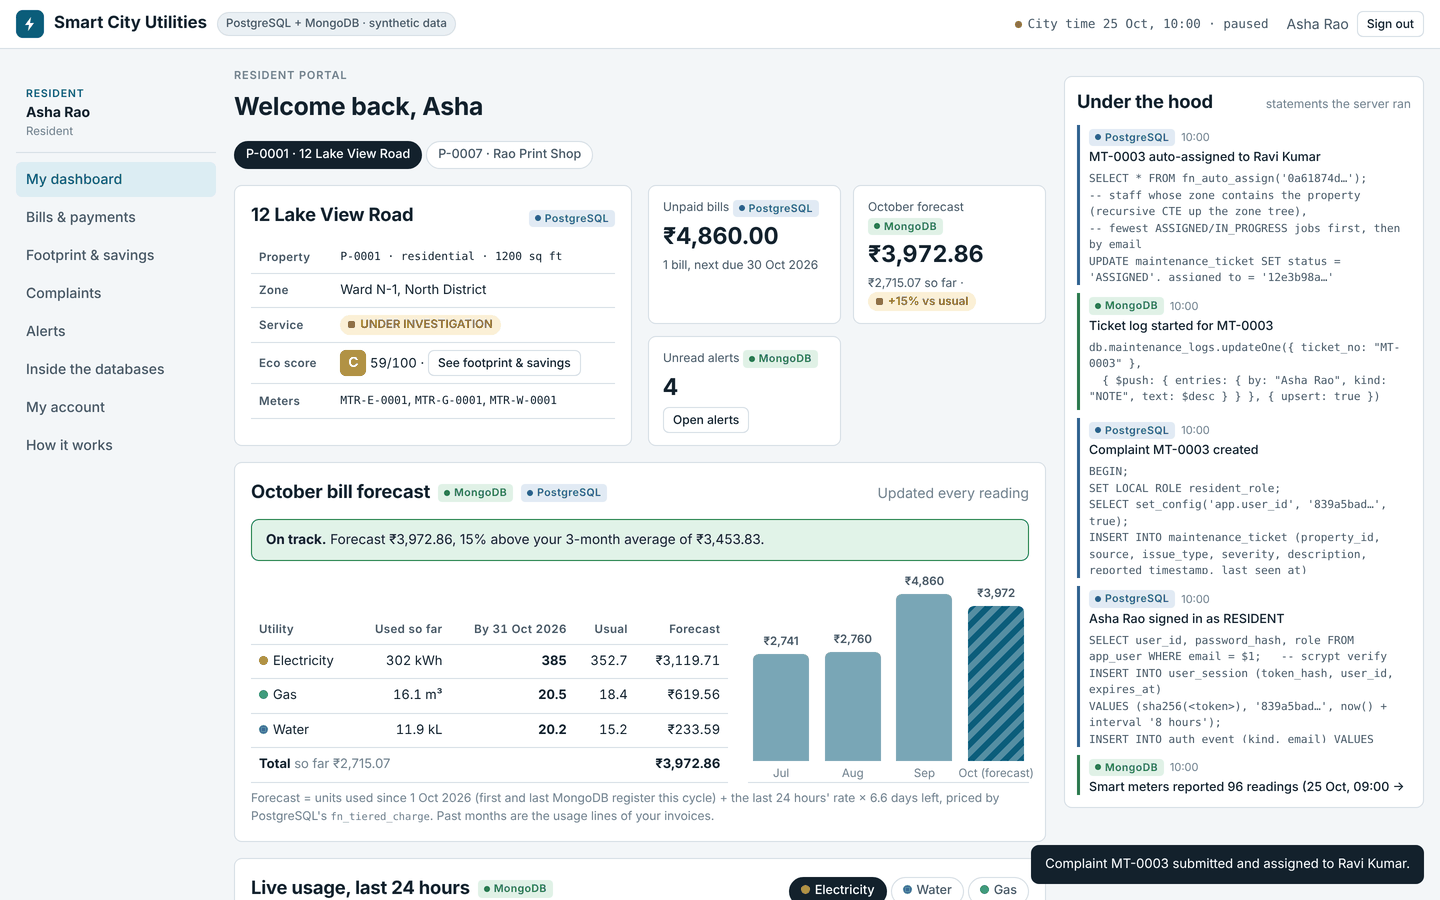 Smart City Utilities
PostgreSQL + MongoDB · synthetic data
City time 25 Oct, 10:00 · paused
Asha Rao
Sign out
RESIDENT
Asha Rao
Resident
My dashboard
Bills & payments
Footprint & savings
Complaints
Alerts
Inside the databases
My account
How it works
RESIDENT PORTAL
Welcome back, Asha
P-0001 · 12 Lake View Road
P-0007 · Rao Print Shop
12 Lake View Road
PostgreSQL
Property P-0001 · residential · 1200 sq ft
Zone Ward N-1, North District
Service UNDER INVESTIGATION
Eco score C 59/100 · See footprint & savings
Meters MTR-E-0001, MTR-G-0001, MTR-W-0001
Unpaid bills PostgreSQL
₹4,860.00
1 bill, next due 30 Oct 2026
October forecast
MongoDB
₹3,972.86
₹2,715.07 so far ·
+15% vs usual
Unread alerts MongoDB
4
Open alerts
October bill forecast MongoDB PostgreSQL
Updated every reading
On track. Forecast ₹3,972.86, 15% above your 3-month average of ₹3,453.83.
Utility Used so far By 31 Oct 2026 Usual Forecast
Electricity 302 kWh 385 352.7 ₹3,119.71
Gas 16.1 m³ 20.5 18.4 ₹619.56
Water 11.9 kL 20.2 15.2 ₹233.59
Total so far ₹2,715.07 ₹3,972.86
₹2,741 ₹2,760 ₹4,860 ₹3,972
Jul Aug Sep Oct (forecast)
Forecast = units used since 1 Oct 2026 (first and last MongoDB register this cycle) + the last 24 hours' rate × 6.6 days left, priced by
PostgreSQL's fn_tiered_charge. Past months are the usage lines of your invoices.
Live usage, last 24 hours MongoDB
Electricity Water Gas
Under the hood
statements the server ran
PostgreSQL 10:00
MT-0003 auto-assigned to Ravi Kumar
SELECT * FROM fn_auto_assign('0a61874d…');
-- staff whose zone contains the property
(recursive CTE up the zone tree),
-- fewest ASSIGNED/IN_PROGRESS jobs first, then
by email
UPDATE maintenance_ticket SET status =
'ASSIGNED', assigned_to = '12e3b98a…'
MongoDB 10:00
Ticket log started for MT-0003
db.maintenance_logs.updateOne({ ticket_no: "MT-
0003" },
{ $push: { entries: { by: "Asha Rao", kind:
"NOTE", text: $desc } } }, { upsert: true })
PostgreSQL 10:00
Complaint MT-0003 created
BEGIN;
SET LOCAL ROLE resident_role;
SELECT set_config('app.user_id', '839a5bad…',
true);
INSERT INTO maintenance_ticket (property_id,
source, issue_type, severity, description,
reported_timestamp, last_seen_at)
PostgreSQL 10:00
Asha Rao signed in as RESIDENT
SELECT user_id, password_hash, role FROM
app_user WHERE email = $1; -- scrypt verify
INSERT INTO user_session (token_hash, user_id,
expires_at)
VALUES (sha256(<token>), '839a5bad…', now() +
interval '8 hours');
INSERT INTO auth_event (kind, email) VALUES
MongoDB 10:00
Smart meters reported 96 readings (25 Oct, 09:00 →
Complaint MT-0003 submitted and assigned to Ravi Kumar.